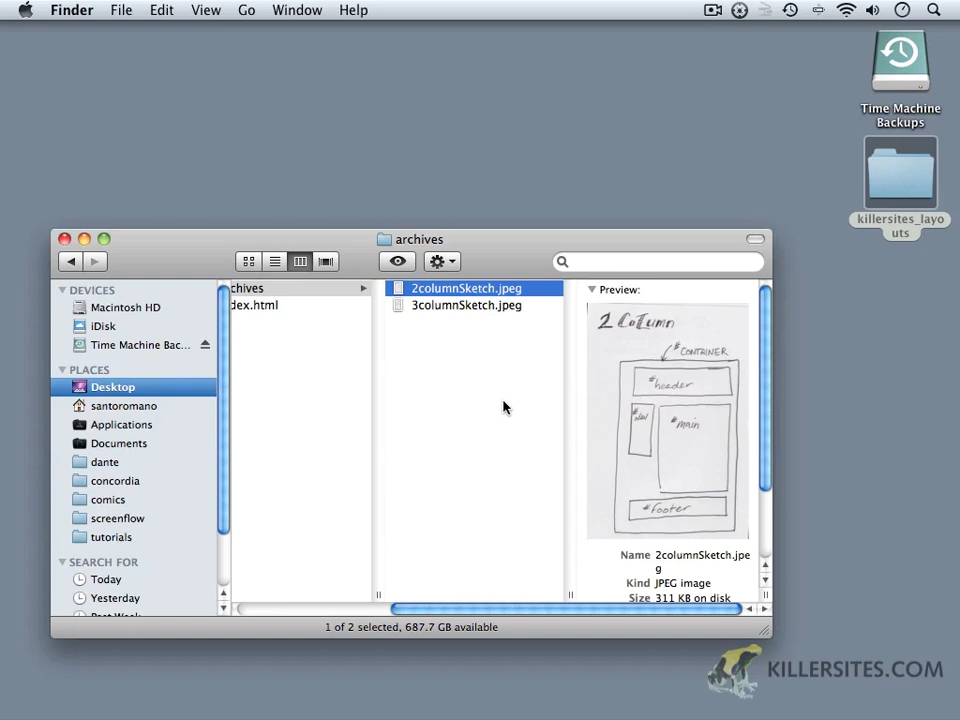 Finder File Edit View Go Window Help
Time Machine
Backups
killersites_layo
uts
archives
DEVICES
Macintosh HD
iDisk
Time Machine Bac...
PLACES
Desktop
santoromano
Applications
Documents
dante
concordia
comics
screenflow
tutorials
SEARCH FOR
Today
Yesterday
Past Week
chives
dex.html
2columnSketch.jpeg
3columnSketch.jpeg
Preview:
2 Column
#CONTAINER
#header
#NAV
#main
#footer
Name 2columnSketch.jpe
g
Kind JPEG image
Size 311 KB on disk
1 of 2 selected, 687.7 GB available
KILLERSITES.COM